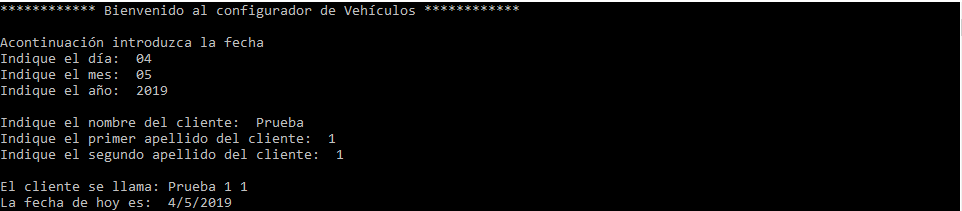 ************ Bienvenido al configurador de Vehículos ************
Acontinuación introduzca la fecha
Indique el día:  04
Indique el mes:  05
Indique el año:  2019
Indique el nombre del cliente:  Prueba
Indique el primer apellido del cliente:  1
Indique el segundo apellido del cliente:  1
El cliente se llama: Prueba 1 1
La fecha de hoy es:  4/5/2019